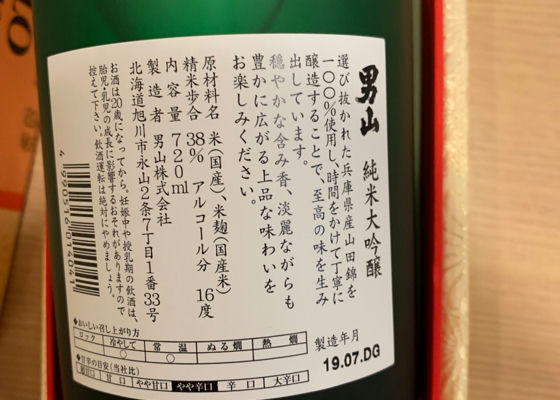 男山 純米大吟醸
選び抜かれた兵庫県産山田錦を
一〇〇%使用し、時間をかけて丁寧に
醸造することで、至高の味を生み
出しています。
穏やかな含み香、淡麗ながらも
豊かに広がる上品な味わいを
お楽しみください。
原材料名 米(国産)、米麹(国産米)
精米歩合 38% アルコール分 16度
内容量 720ml
製造者 男山株式会社
北海道旭川市永山2条7丁目1番33号
お酒は20歳になってから。妊娠中や授乳期の飲酒は、
胎児・乳児の成長に影響するおそれがありますので
控えて下さい。飲酒運転は絶対にやめましょう。
4 990516 014041
◆おいしい召し上がり方
ロック 冷やして 常温 ぬる燗 熱燗
○ ○
◆甘辛の目安(当社比)
超甘口 甘口 やや甘口 やや辛口 辛口 大辛口
製造年月
19.07.DG